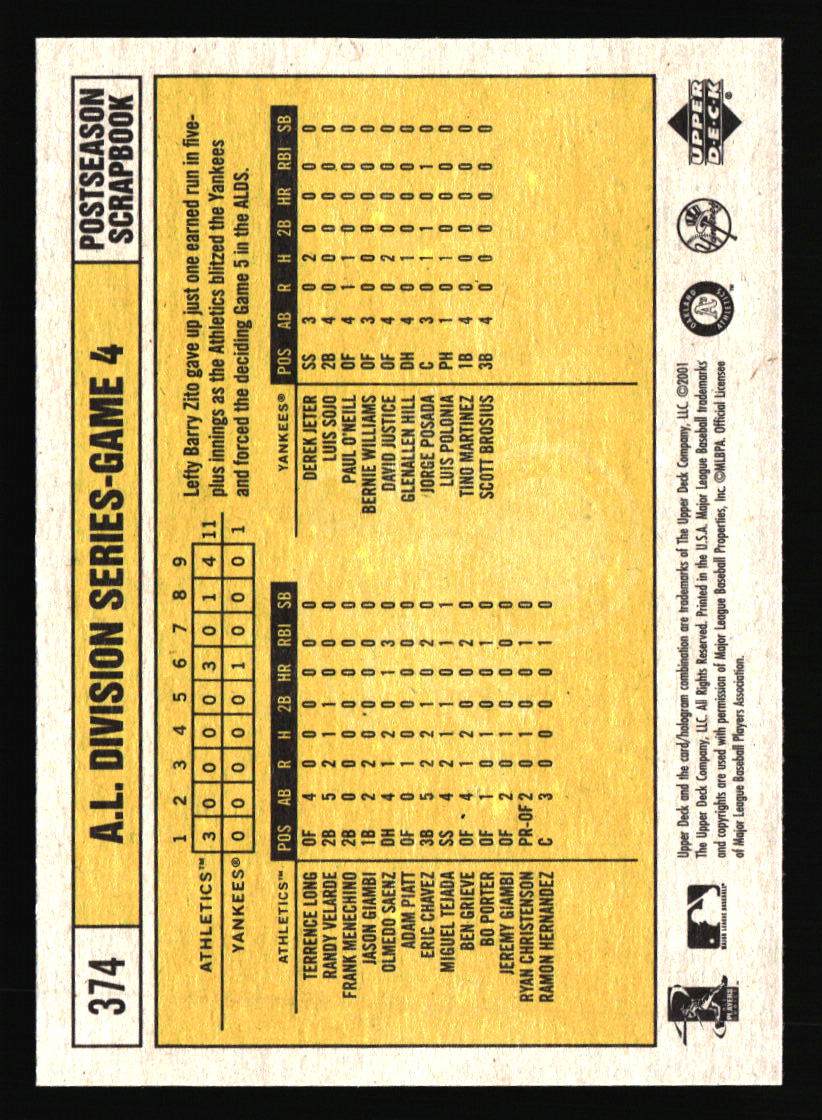 374
A.L. DIVISION SERIES-GAME 4
POSTSEASON
SCRAPBOOK
1 2 3 4 5 6 7 8 9
ATHLETICS™ 3 0 0 0 0 3 0 1 4 11
YANKEES® 0 0 0 0 0 1 0 0 0 1
Lefty Barry Zito gave up just one earned run in five-
plus innings as the Athletics blitzed the Yankees
and forced the deciding Game 5 in the ALDS.
ATHLETICS™ POS AB R H 2B HR RBI SB
TERRENCE LONG OF 4 0 0 0 0 0 0
RANDY VELARDE 2B 5 2 1 1 0 0 0
FRANK MENECHINO 2B 0 0 0 0 0 0 0
JASON GIAMBI 1B 2 2 0 0 0 0 0
OLMEDO SAENZ DH 4 1 2 0 1 3 0
ADAM PIATT OF 0 1 0 0 0 0 0
ERIC CHAVEZ 3B 5 2 2 1 0 2 0
MIGUEL TEJADA SS 4 2 1 1 0 1 1
BEN GRIEVE OF 4 1 2 0 0 2 0
BO PORTER OF 1 0 1 0 0 1 0
JEREMY GIAMBI OF 2 0 1 0 0 0 0
RYAN CHRISTENSON PR-OF 2 0 1 0 0 1 0
RAMON HERNANDEZ C 3 0 0 0 0 1 0
YANKEES® POS AB R H 2B HR RBI SB
DEREK JETER SS 3 0 2 0 0 0 0
LUIS SOJO 2B 4 0 0 0 0 0 0
PAUL O'NEILL OF 4 1 1 0 0 0 0
BERNIE WILLIAMS OF 3 0 0 0 0 0 0
DAVID JUSTICE OF 4 0 2 0 0 0 0
GLENALLEN HILL DH 4 0 1 0 0 0 0
JORGE POSADA C 3 0 1 1 0 1 0
LUIS POLONIA PH 1 0 1 0 0 0 0
TINO MARTINEZ 1B 4 0 0 0 0 0 0
SCOTT BROSIUS 3B 4 0 0 0 0 0 0
PLAYERS
MAJOR LEAGUE BASEBALL
Upper Deck and the card/hologram combination are trademarks of The Upper Deck Company, LLC. ©2001
The Upper Deck Company, LLC. All Rights Reserved. Printed in the U.S.A. Major League Baseball trademarks
and copyrights are used with permission of Major League Baseball Properties, Inc. ©MLBPA. Official Licensee
of Major League Baseball Players Association.
OAKLAND
A's
ATHLETICS™
UPPER
DECK®